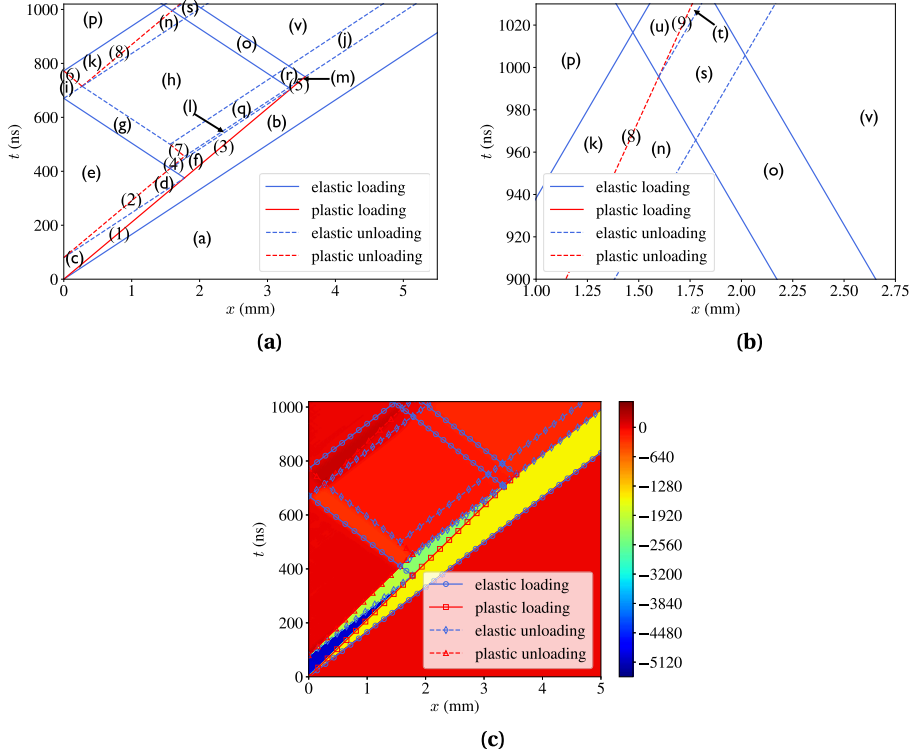 1000
800
600
400
200
0
t (ns)
(p)
(s)
(n)
(v)
(8)
(k)
(o)
(j)
(6)
(i)
(h)
(r)
(m)
(5)
(l)
(q)
(g)
(b)
(7)
(3)
(4)
(f)
(e)
(d)
(2)
(1)
(a)
(c)
elastic loading
plastic loading
elastic unloading
plastic unloading
0 1 2 3 4 5
x (mm)
(a)
1020
1000
980
960
940
920
900
t (ns)
(u)
(9)
(t)
(p)
(s)
(v)
(8)
(k)
(n)
(o)
elastic loading
plastic loading
elastic unloading
plastic unloading
1.00 1.25 1.50 1.75 2.00 2.25 2.50 2.75
x (mm)
(b)
1000
800
600
400
200
0
t (ns)
elastic loading
plastic loading
elastic unloading
plastic unloading
0 1 2 3 4 5
x (mm)
0
−640
−1280
−1920
−2560
−3200
−3840
−4480
−5120
(c)